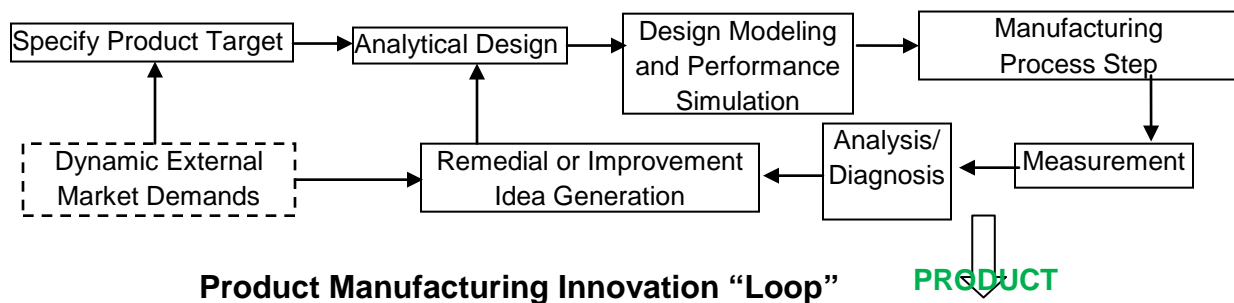 Specify Product Target
Analytical Design
Design Modeling
and Performance
Simulation
Manufacturing
Process Step
Dynamic External
Market Demands
Remedial or Improvement
Idea Generation
Analysis/
Diagnosis
Measurement
Product Manufacturing Innovation “Loop”
PRODUCT